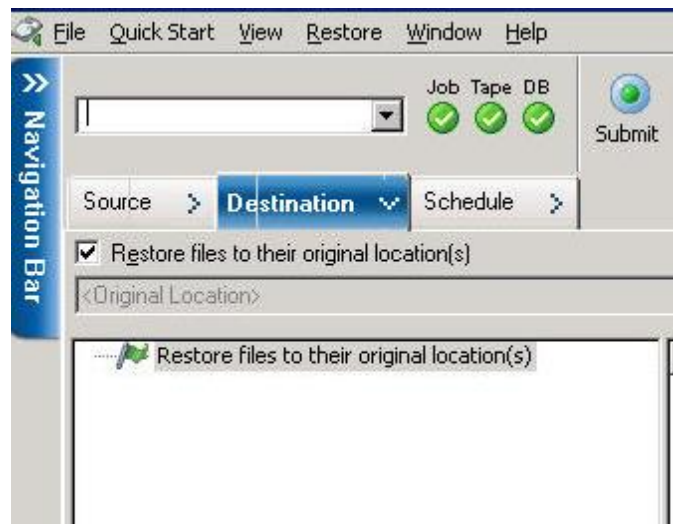 File Quick Start View Restore Window Help
Job Tape DB
Submit
Navigation Bar
Source Destination Schedule
Restore files to their original location(s)
<Original Location>
Restore files to their original location(s)